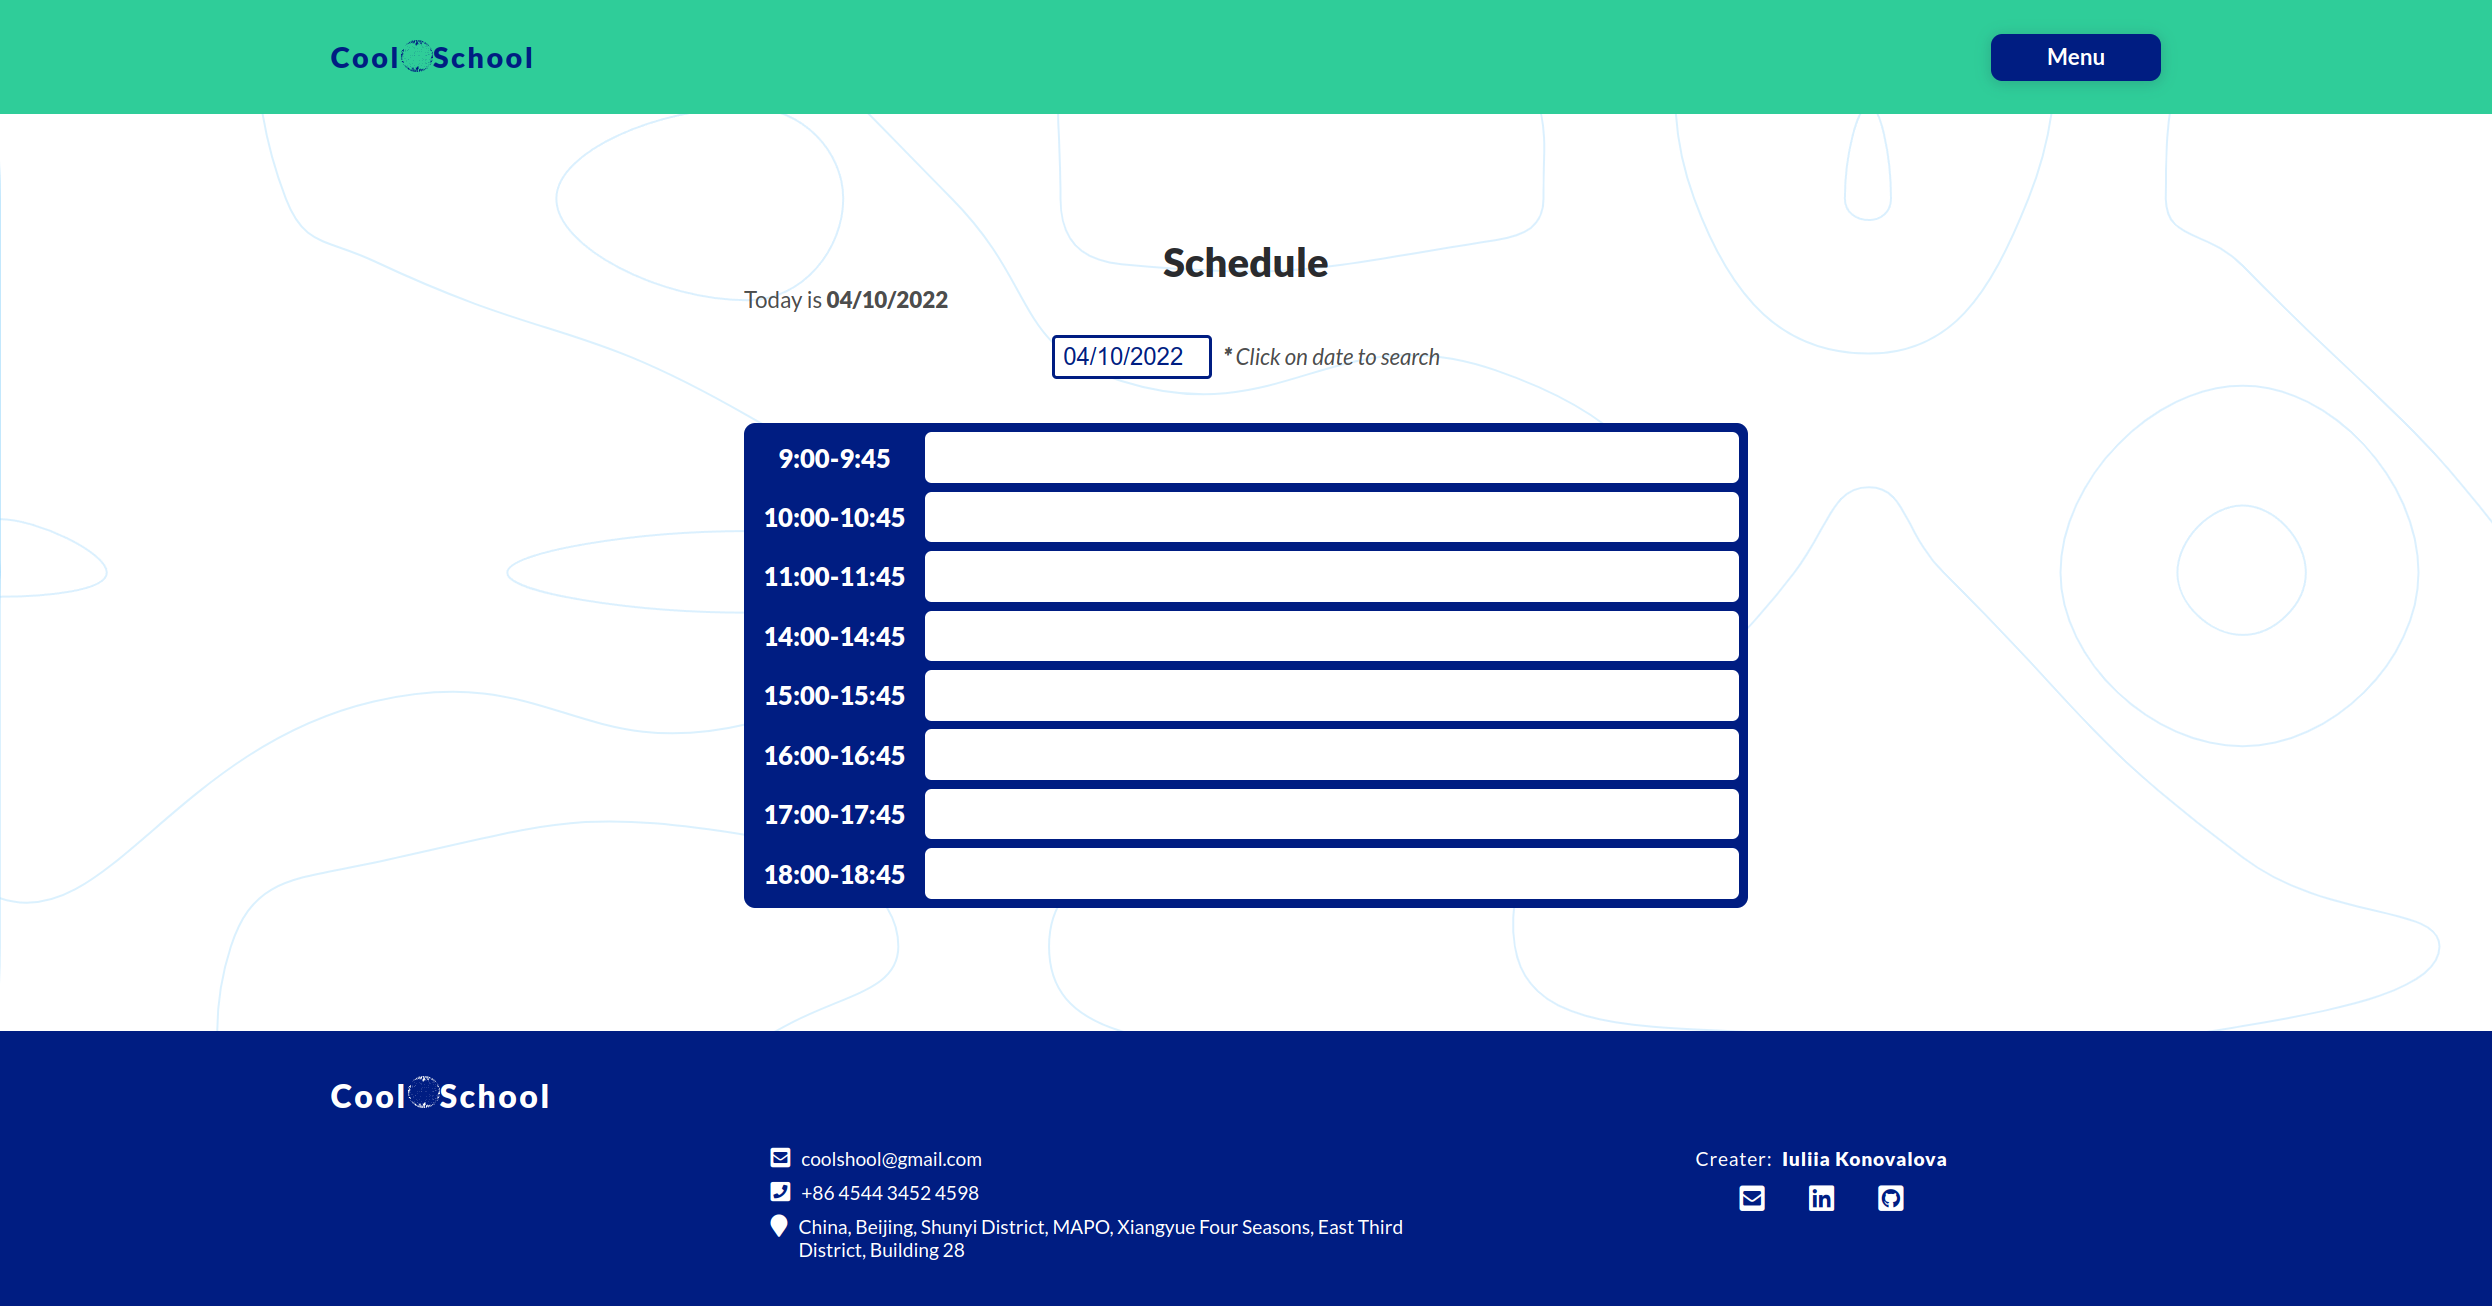 Cool School
Menu
Schedule
Today is 04/10/2022
04/10/2022 * Click on date to search
9:00-9:45
10:00-10:45
11:00-11:45
14:00-14:45
15:00-15:45
16:00-16:45
17:00-17:45
18:00-18:45
Cool School
coolshool@gmail.com
+86 4544 3452 4598
China, Beijing, Shunyi District, MAPO, Xiangyue Four Seasons, East Third
District, Building 28
Creater: Iuliia Konovalova
in